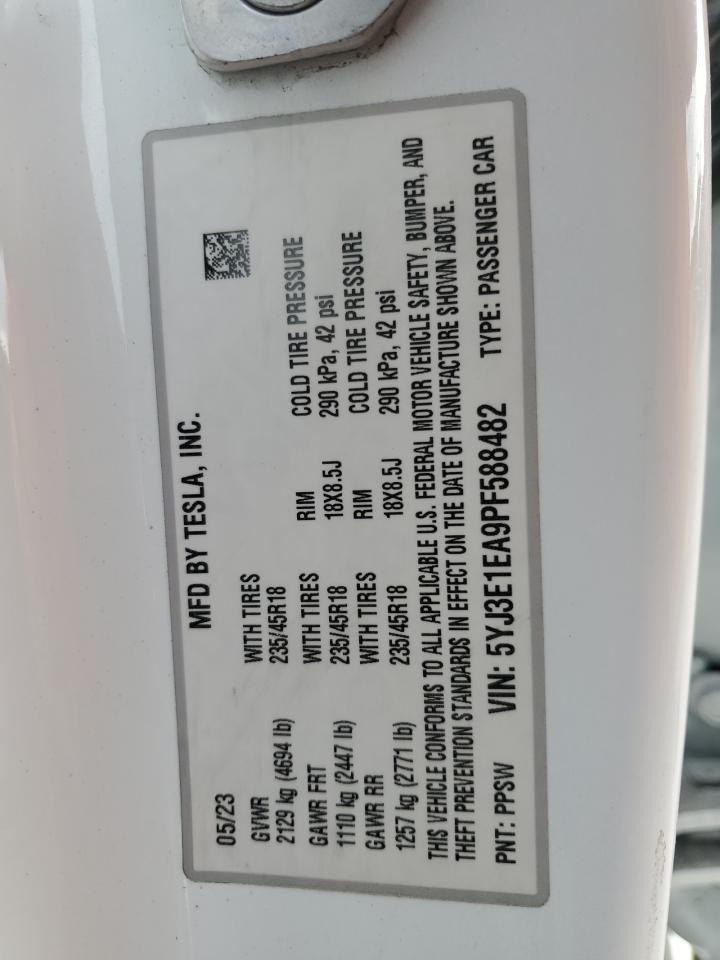 MFD BY TESLA, INC.
05/23
GVWR WITH TIRES
2129 kg (4694 lb) 235/45R18
GAWR FRT WITH TIRES RIM COLD TIRE PRESSURE
1110 kg (2447 lb) 235/45R18 18X8.5J 290 kPa, 42 psi
GAWR RR WITH TIRES RIM COLD TIRE PRESSURE
1257 kg (2771 lb) 235/45R18 18X8.5J 290 kPa, 42 psi
THIS VEHICLE CONFORMS TO ALL APPLICABLE U.S. FEDERAL MOTOR VEHICLE SAFETY, BUMPER, AND
THEFT PREVENTION STANDARDS IN EFFECT ON THE DATE OF MANUFACTURE SHOWN ABOVE.
PNT: PPSW VIN: 5YJ3E1EA9PF588482 TYPE: PASSENGER CAR